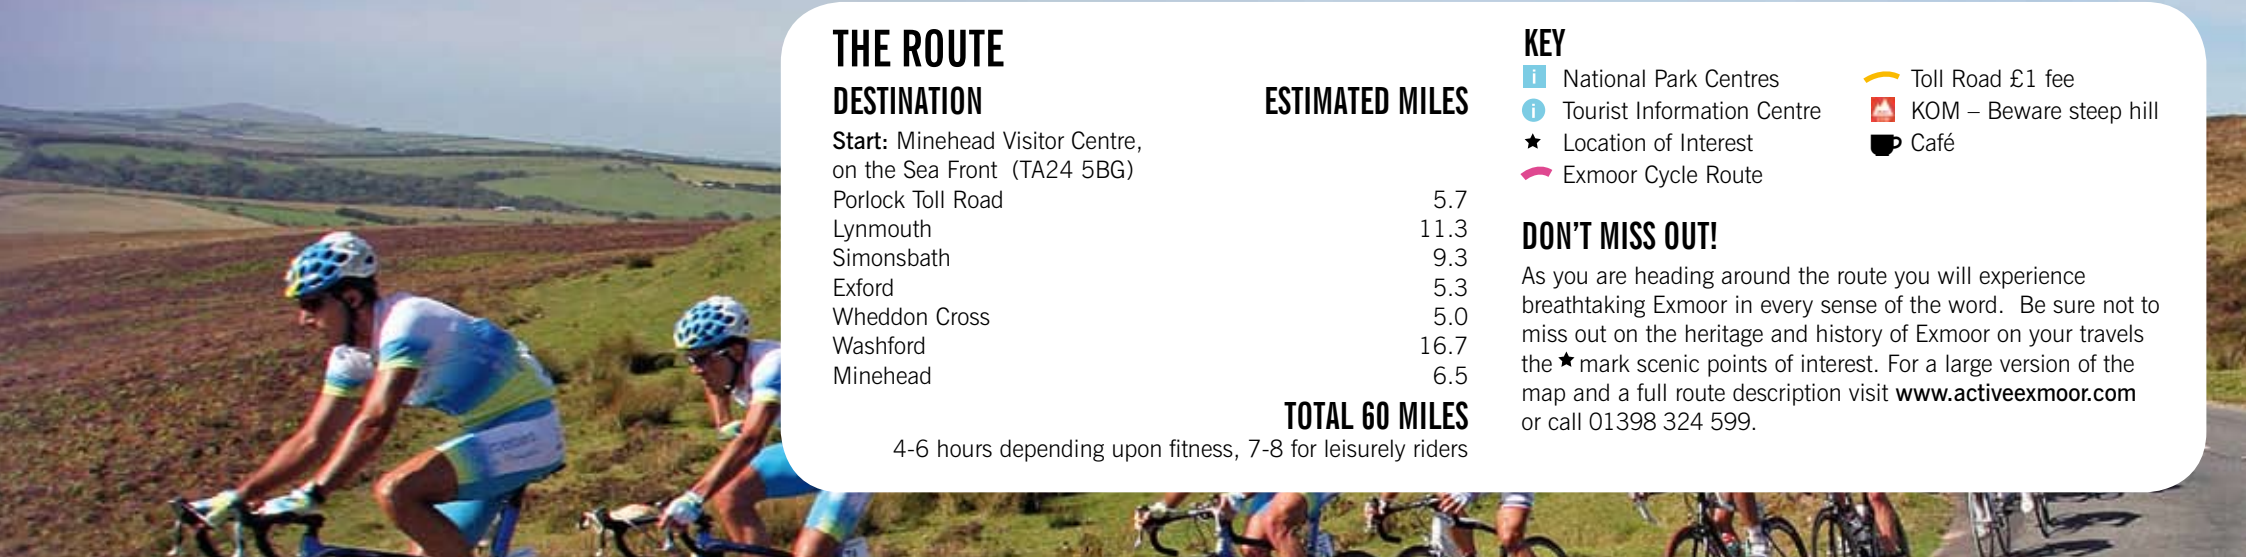 THE ROUTE
DESTINATION ESTIMATED MILES
Start: Minehead Visitor Centre,
on the Sea Front (TA24 5BG)
Porlock Toll Road 5.7
Lynmouth 11.3
Simonsbath 9.3
Exford 5.3
Wheddon Cross 5.0
Washford 16.7
Minehead 6.5
TOTAL 60 MILES
4-6 hours depending upon fitness, 7-8 for leisurely riders
KEY
i National Park Centres
i Tourist Information Centre
Location of Interest
Exmoor Cycle Route
Toll Road £1 fee
KOM – Beware steep hill
Café
DON'T MISS OUT!
As you are heading around the route you will experience
breathtaking Exmoor in every sense of the word. Be sure not to
miss out on the heritage and history of Exmoor on your travels
the ★ mark scenic points of interest. For a large version of the
map and a full route description visit www.activeexmoor.com
or call 01398 324 599.